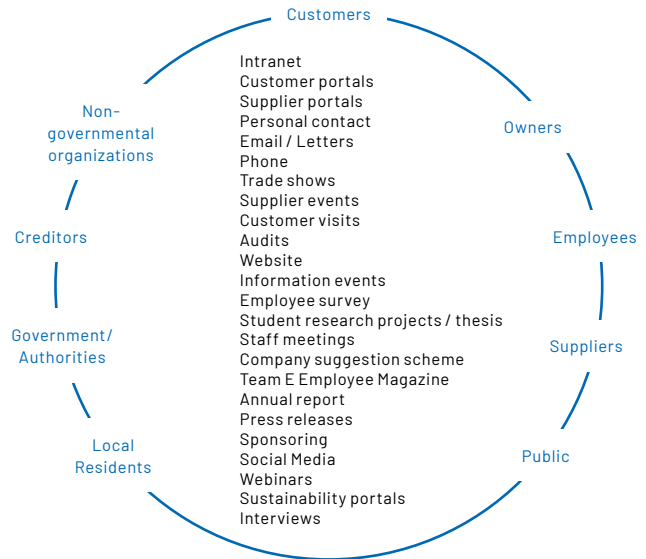 Customers
Intranet
Customer portals
Supplier portals
Personal contact
Email / Letters
Phone
Trade shows
Supplier events
Customer visits
Audits
Website
Information events
Employee survey
Student research projects / thesis
Staff meetings
Company suggestion scheme
Team E Employee Magazine
Annual report
Press releases
Sponsoring
Social Media
Webinars
Sustainability portals
Interviews
Owners
Employees
Suppliers
Public
Local
Residents
Government/
Authorities
Creditors
Non-
governmental
organizations